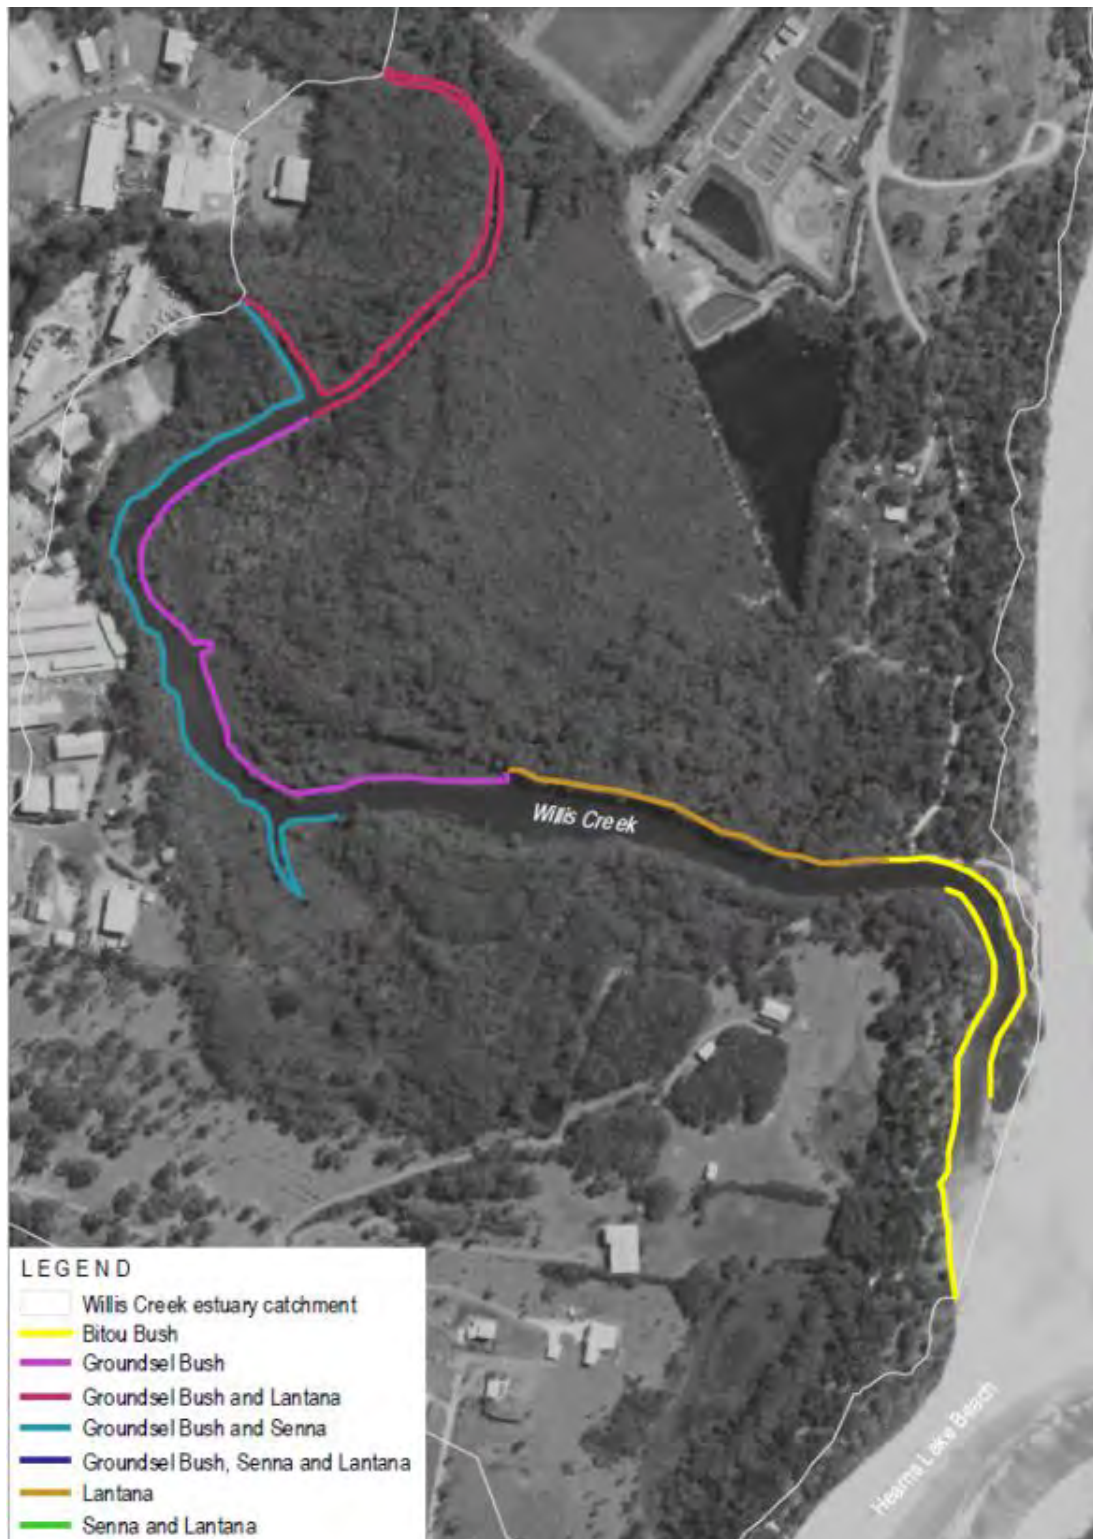 Willis Creek
Hearns Lake Beach
LEGEND
Willis Creek estuary catchment
Bitou Bush
Groundsel Bush
Groundsel Bush and Lantana
Groundsel Bush and Senna
Groundsel Bush, Senna and Lantana
Lantana
Senna and Lantana